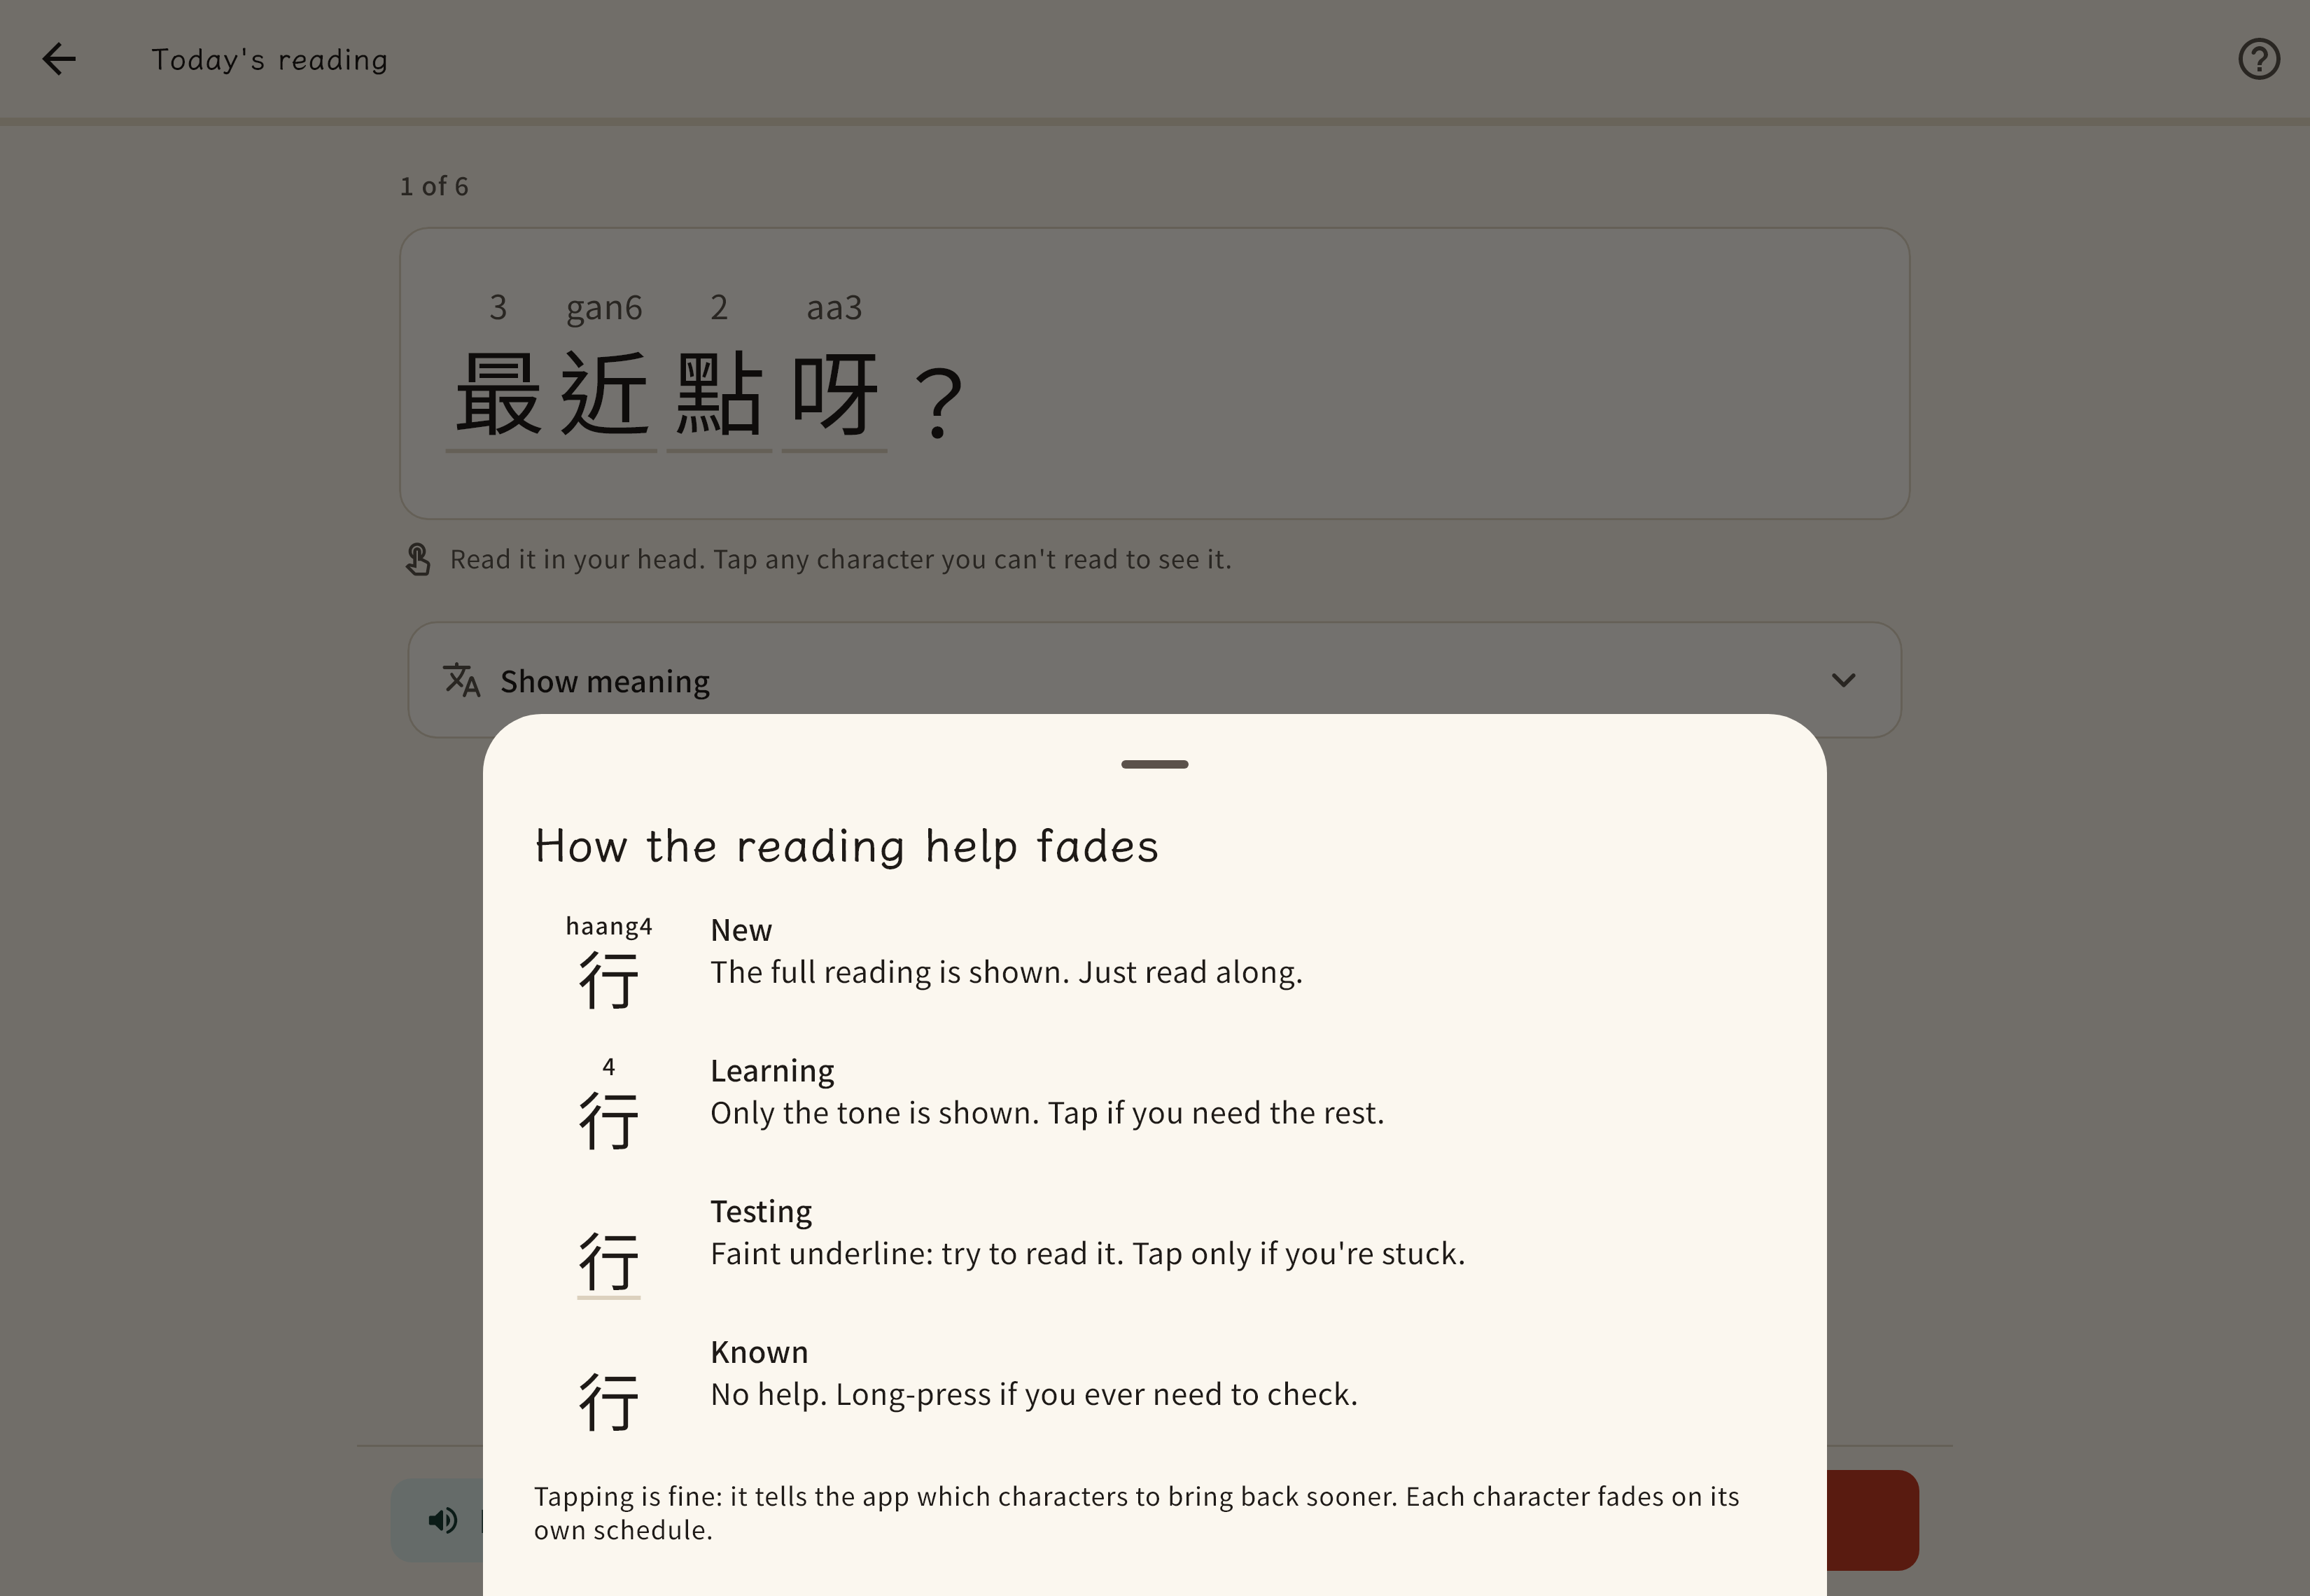 Today's reading
1 of 6
3 gan6 2 aa3
最近點呀？
Read it in your head. Tap any character you can't read to see it.
Show meaning
How the reading help fades
haang4
行
New
The full reading is shown. Just read along.
4
行
Learning
Only the tone is shown. Tap if you need the rest.
行
Testing
Faint underline: try to read it. Tap only if you're stuck.
行
Known
No help. Long-press if you ever need to check.
Tapping is fine: it tells the app which characters to bring back sooner. Each character fades on its
own schedule.